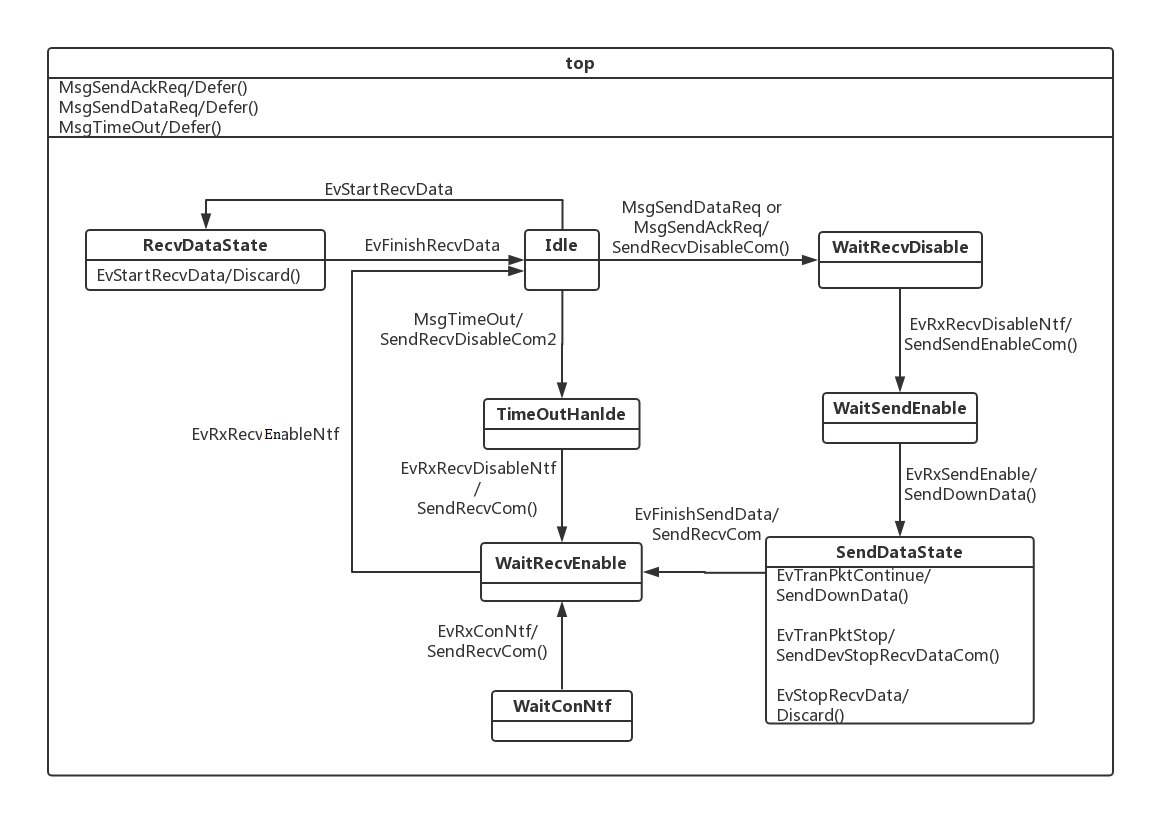 top
MsgSendAckReq/Defer()
MsgSendDataReq/Defer()
MsgTimeOut/Defer()
EvStartRecvData
MsgSendDataReq or
MsgSendAckReq/
SendRecvDisableCom()
RecvDataState
EvStartRecvData/Discard()
EvFinishRecvData
Idle
WaitRecvDisable
MsgTimeOut/
SendRecvDisableCom2
EvRxRecvDisableNtf/
SendSendEnableCom()
TimeOutHanlde
WaitSendEnable
EvRxRecvEnableNtf
EvRxRecvDisableNtf
/
SendRecvCom()
EvRxSendEnable/
SendDownData()
EvFinishSendData/
SendRecvCom
WaitRecvEnable
SendDataState
EvTranPktContinue/
SendDownData()
EvTranPktStop/
SendDevStopRecvDataCom()
EvStopRecvData/
Discard()
EvRxConNtf/
SendRecvCom()
WaitConNtf